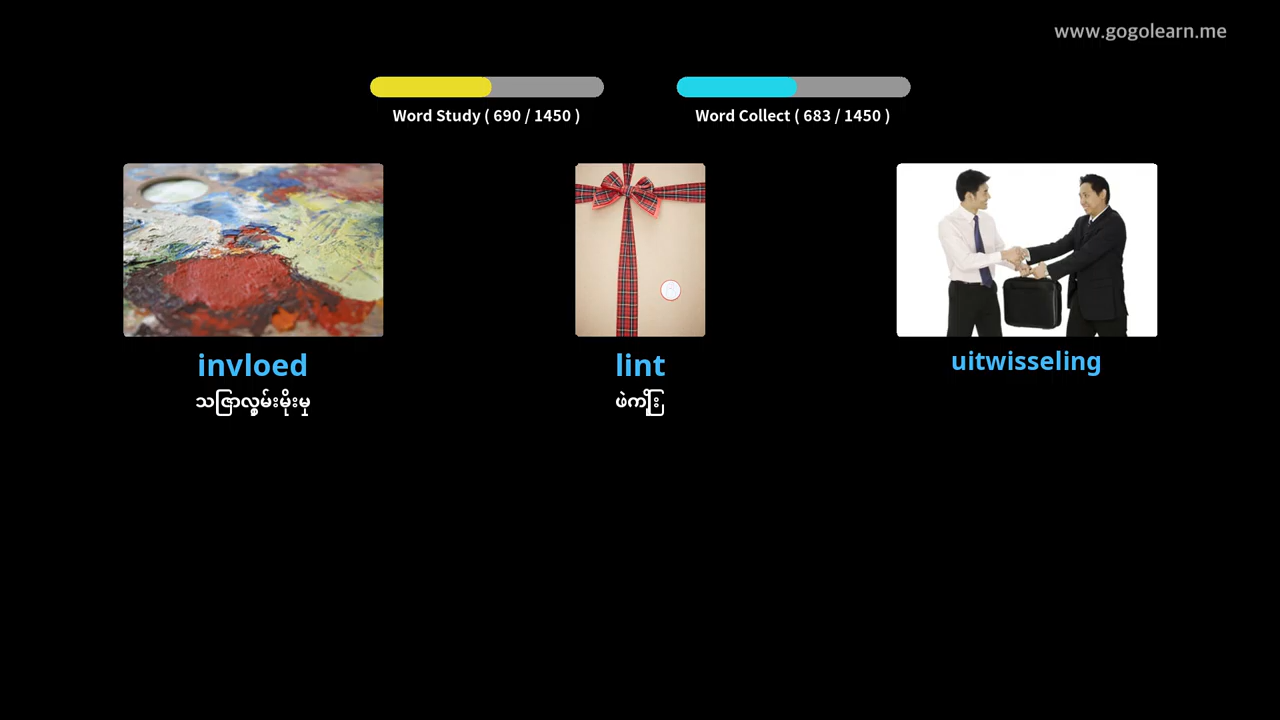 www.gogolearn.me
Word Study ( 690 / 1450 )
Word Collect ( 683 / 1450 )
invloed
lint
uitwisseling
သြဇာလွှမ်းမိုးမှု
ဖဲကြိုး